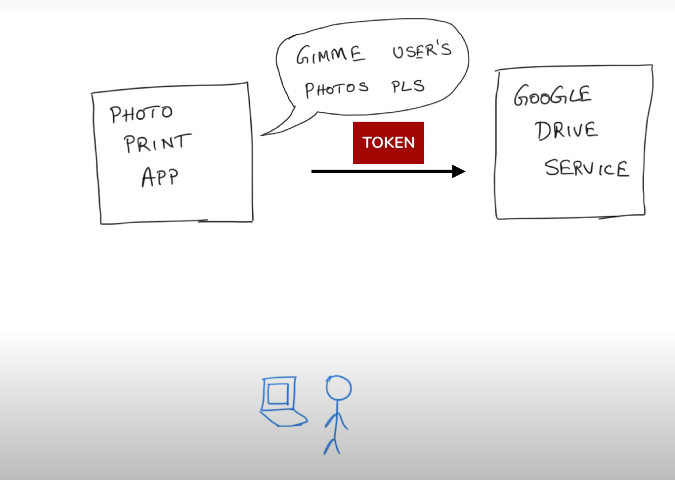 GIMME USER'S
PHOTOS PLS
PHOTO
PRINT
APP
TOKEN
GOOGLE
DRIVE
SERVICE